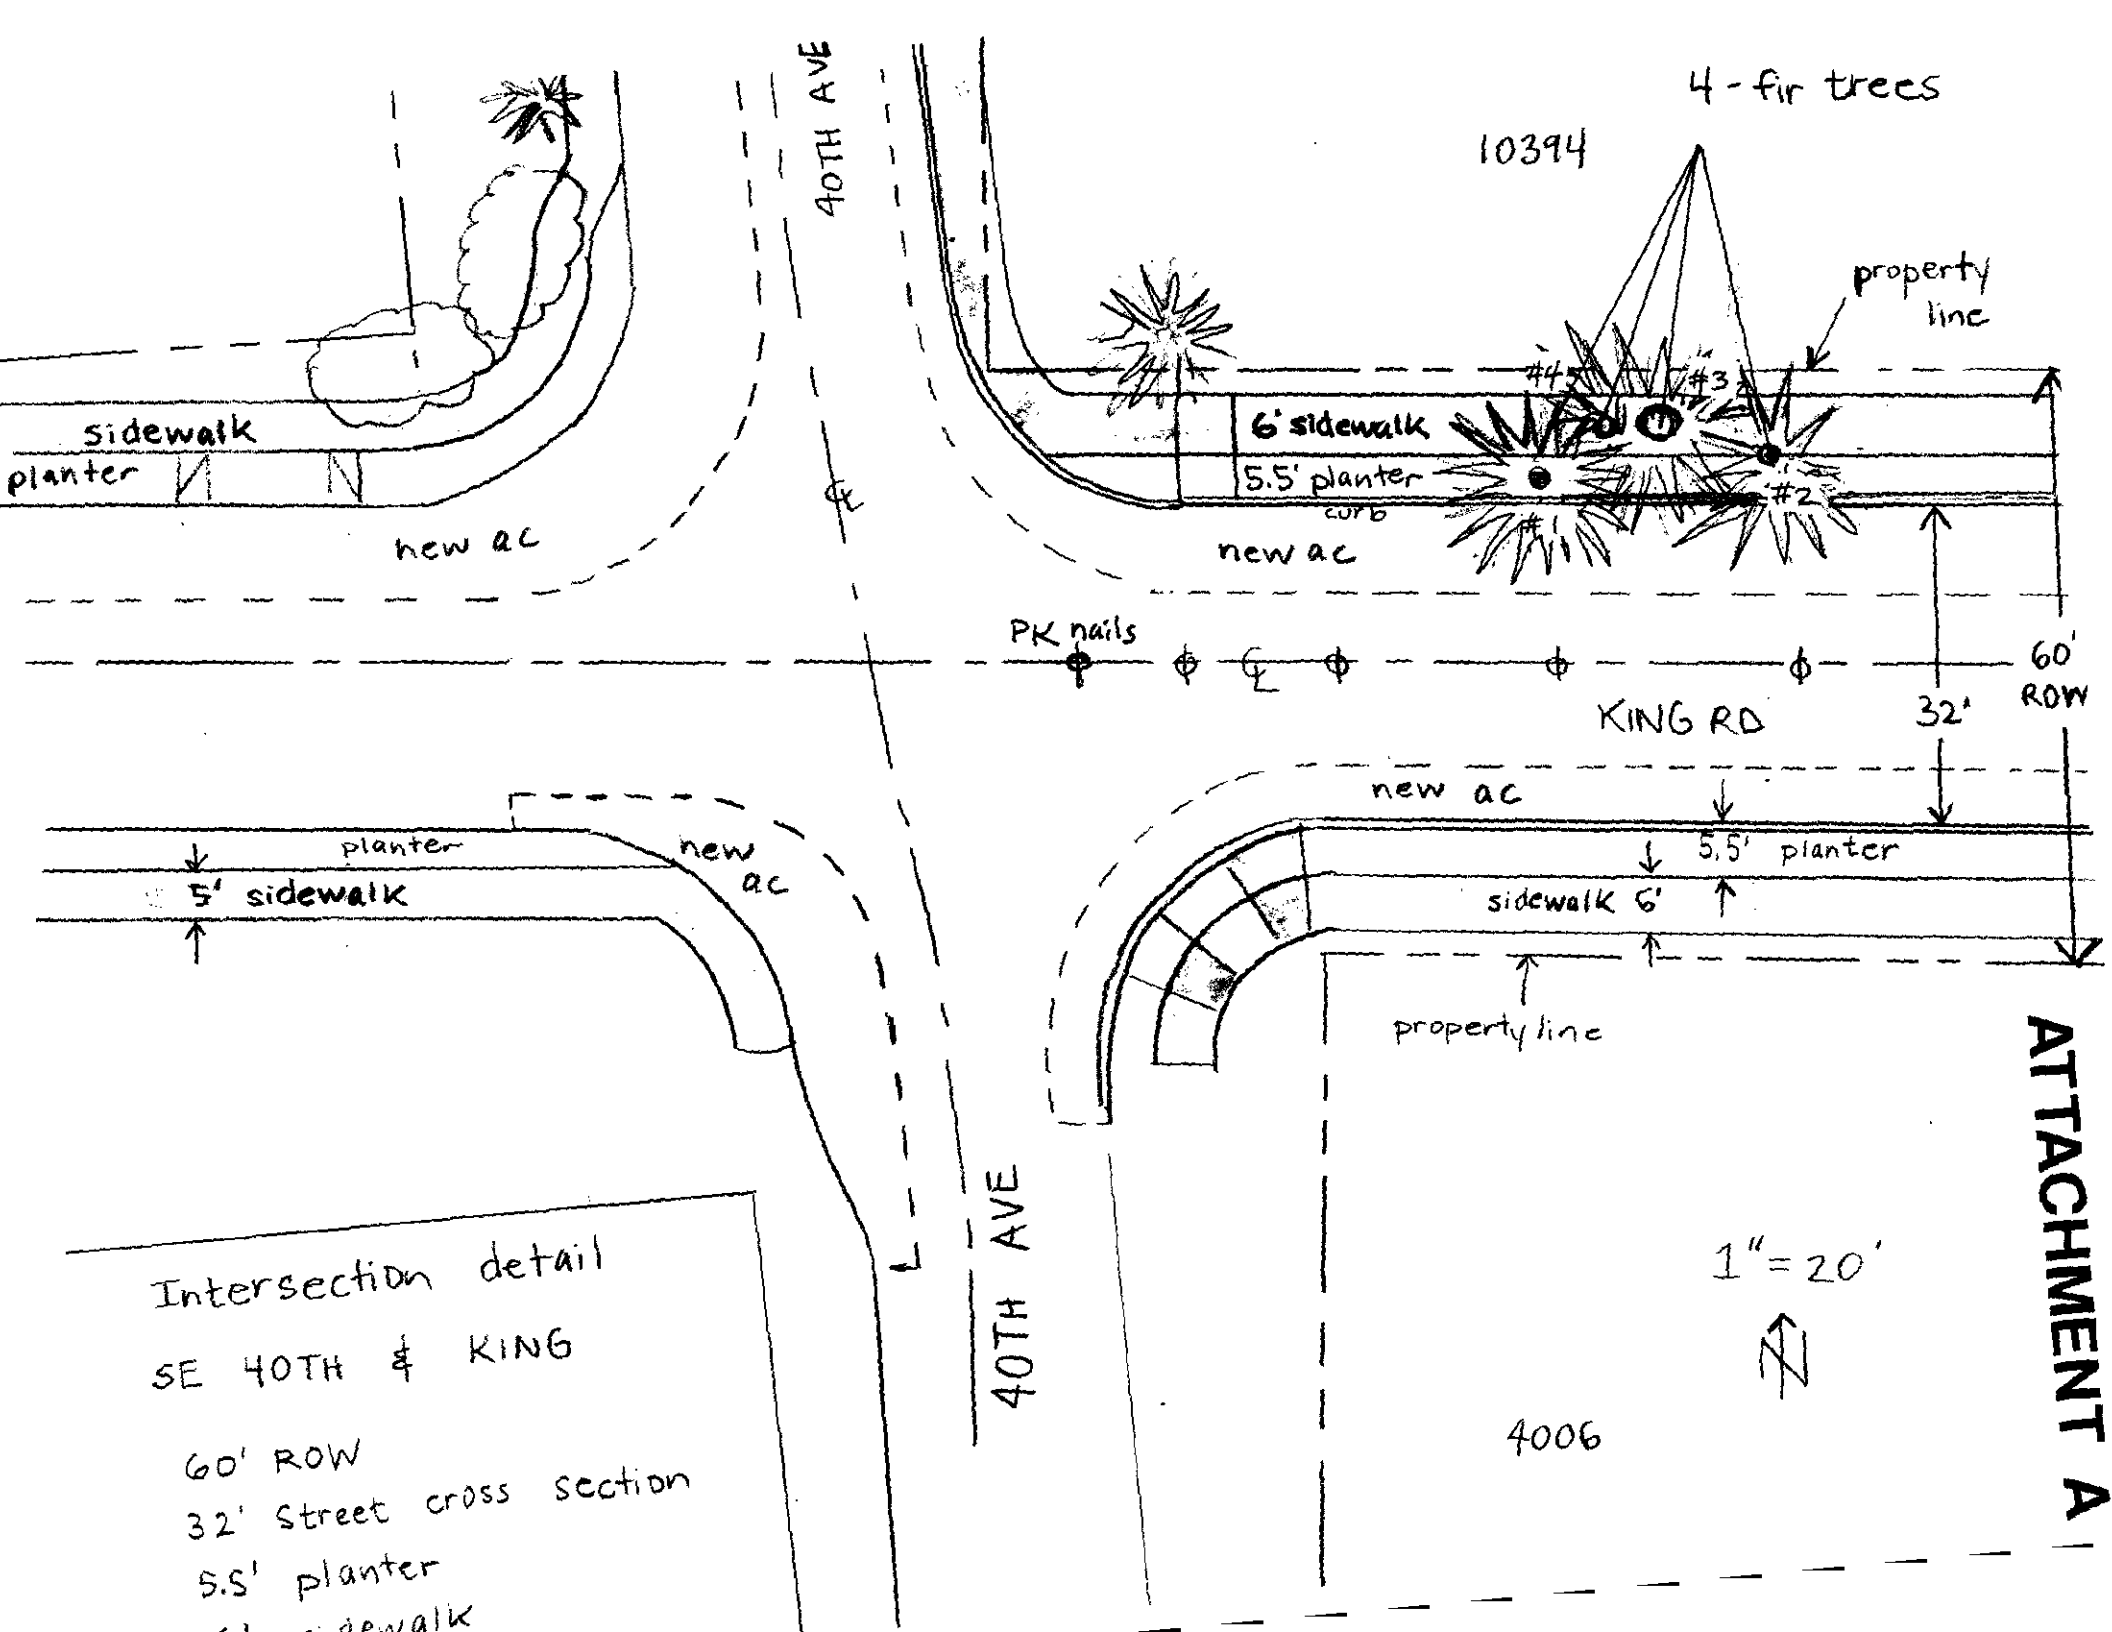 40TH AVE
4 - fir trees
10394
property
line
#4
#3
sidewalk
6' sidewalk
planter
5.5' planter
#2
curb
#1
new ac
new ac
PK nails
60'
ROW
KING RD
32'
new ac
planter
new
ac
5.5' planter
5' sidewalk
sidewalk 6'
property line
ATTACHMENT A
40TH AVE
1" = 20'
N
4006
Intersection detail
SE 40TH & KING
60' ROW
32' Street cross section
5.5' planter